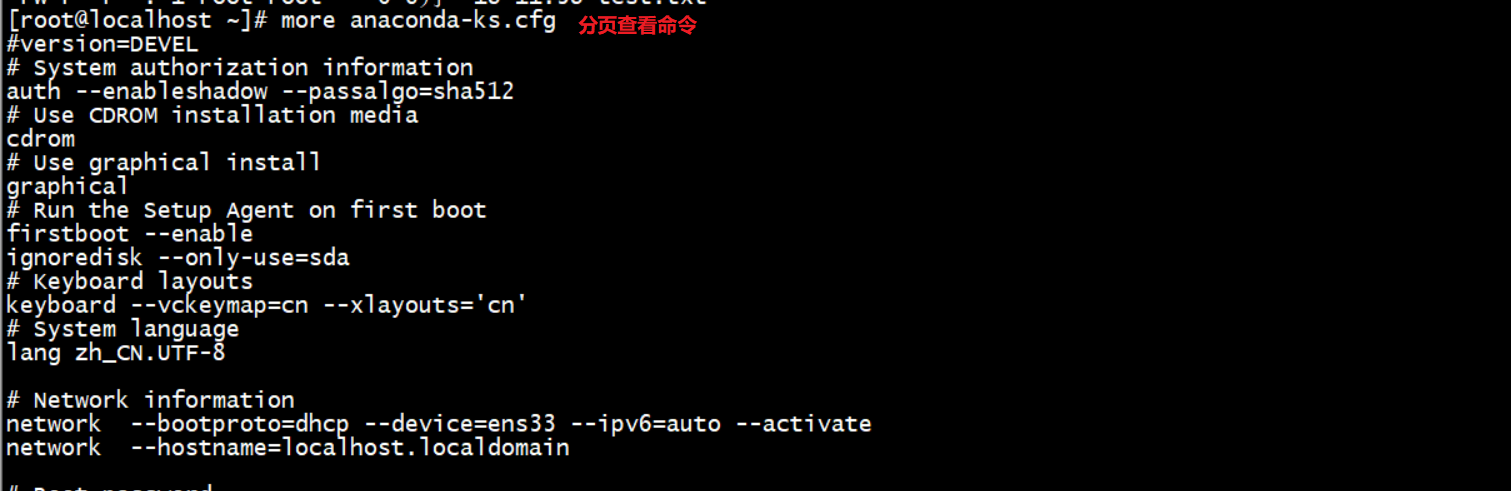 [root@localhost ~]# more anaconda-ks.cfg 分页查看命令
#version=DEVEL
# System authorization information
auth --enableshadow --passalgo=sha512
# Use CDROM installation media
cdrom
# Use graphical install
graphical
# Run the Setup Agent on first boot
firstboot --enable
ignoredisk --only-use=sda
# Keyboard layouts
keyboard --vckeymap=cn --xlayouts='cn'
# System language
lang zh_CN.UTF-8
# Network information
network  --bootproto=dhcp --device=ens33 --ipv6=auto --activate
network  --hostname=localhost.localdomain